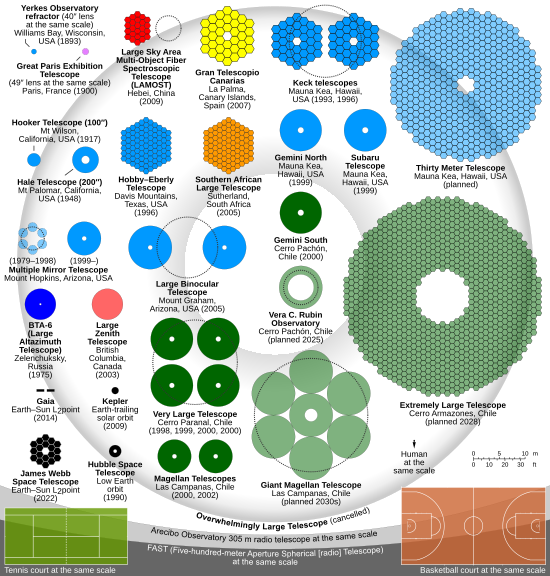 Yerkes Observatory
refractor (40″ lens
at the same scale)
Williams Bay, Wisconsin,
USA (1893)
Great Paris Exhibition
Telescope
(49″ lens at the same scale)
Paris, France (1900)
Large Sky Area
Multi-Object Fiber
Spectroscopic
Telescope
(LAMOST)
Hebei, China
(2009)
Gran Telescopio
Canarias
La Palma,
Canary Islands,
Spain (2007)
Keck telescopes
Mauna Kea, Hawaii,
USA (1993, 1996)
Thirty Meter Telescope
Mauna Kea, Hawaii, USA
(planned)
Hooker Telescope (100″)
Mt Wilson,
California, USA (1917)
Hale Telescope (200″)
Mt Palomar, California,
USA (1948)
Hobby–Eberly
Telescope
Davis Mountains,
Texas, USA
(1996)
Southern African
Large Telescope
Sutherland,
South Africa
(2005)
Gemini North
Mauna Kea,
Hawaii, USA
(1999)
Subaru
Telescope
Mauna Kea,
Hawaii, USA
(1999)
Gemini South
Cerro Pachón,
Chile (2000)
(1979–1998) (1999–)
Multiple Mirror Telescope
Mount Hopkins, Arizona, USA
Large Binocular
Telescope
Mount Graham,
Arizona, USA (2005)
Vera C. Rubin
Observatory
Cerro Pachón, Chile
(planned 2025)
BTA-6
(Large
Altazimuth
Telescope)
Zelenchuksky,
Russia
(1975)
Large
Zenith
Telescope
British
Columbia,
Canada
(2003)
Gaia
Earth–Sun L2 point
(2014)
Kepler
Earth-trailing
solar orbit
(2009)
Very Large Telescope
Cerro Paranal, Chile
(1998, 1999, 2000, 2000)
Extremely Large Telescope
Cerro Armazones, Chile
(planned 2028)
James Webb
Space Telescope
Earth–Sun L2 point
(2022)
Hubble Space
Telescope
Low Earth
orbit
(1990)
Magellan Telescopes
Las Campanas, Chile
(2000, 2002)
Giant Magellan Telescope
Las Campanas, Chile
(planned 2030s)
Human
at the
same scale
0 5 10 m
0 10 20 30 ft
Overwhelmingly Large Telescope (cancelled)
Arecibo Observatory 305 m radio telescope at the same scale
FAST (Five-hundred-meter Aperture Spherical [radio] Telescope)
at the same scale
Tennis court at the same scale
Basketball court at the same scale